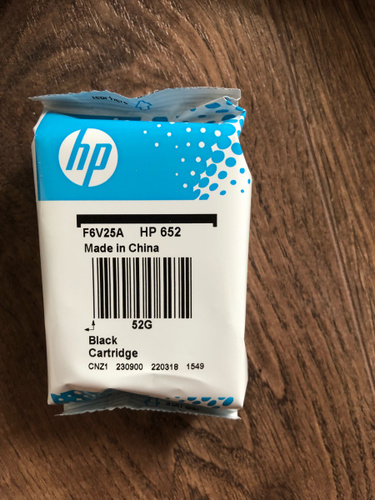 hp
F6V25A HP 652
Made in China
52G
Black
Cartridge
CNZ1 230900 220318 1549